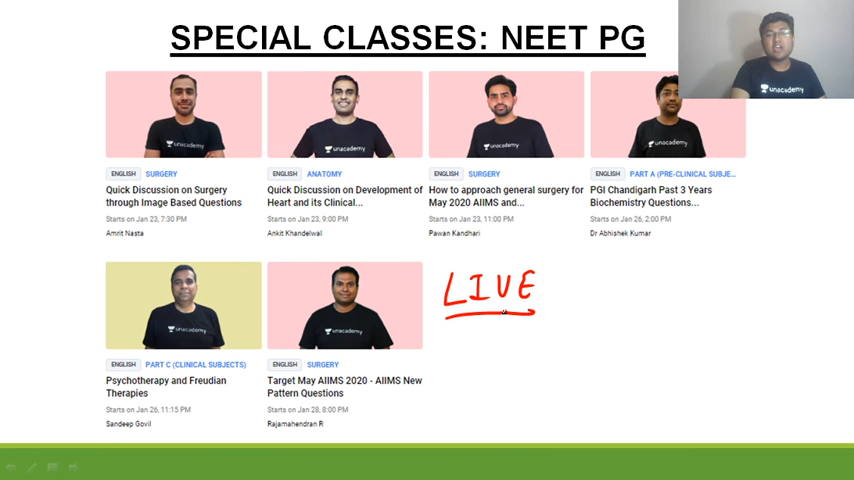 SPECIAL CLASSES: NEET PG
unacademy
unacademy
unacademy
unacademy
unacademy
ENGLISH SURGERY
Quick Discussion on Surgery
through Image Based Questions
Starts on Jan 23, 7:30 PM
Amrit Nasta
ENGLISH ANATOMY
Quick Discussion on Development of
Heart and its Clinical...
Starts on Jan 23, 9:00 PM
Ankit Khandelwal
ENGLISH SURGERY
How to approach general surgery for
May 2020 AIIMS and...
Starts on Jan 23, 11:00 PM
Pawan Kandhari
ENGLISH PART A (PRE-CLINICAL SUBJE...
PGI Chandigarh Past 3 Years
Biochemistry Questions...
Starts on Jan 26, 2:00 PM
Dr Abhishek Kumar
unacademy
unacademy
LIVE
ENGLISH PART C (CLINICAL SUBJECTS)
Psychotherapy and Freudian
Therapies
Starts on Jan 26, 11:15 PM
Sandeep Govil
ENGLISH SURGERY
Target May AIIMS 2020 - AIIMS New
Pattern Questions
Starts on Jan 28, 8:00 PM
Rajamahendran R